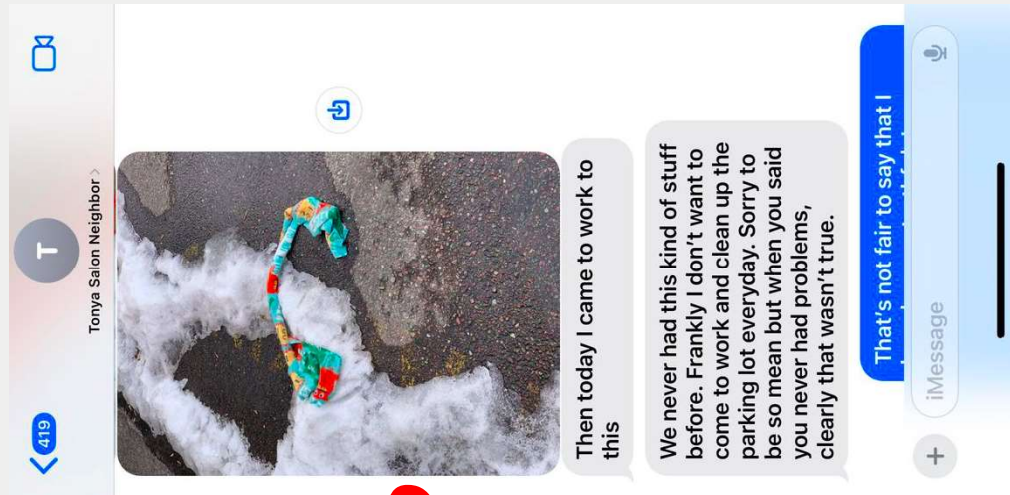 419
T
Tonya Salon Neighbor >
Then today I came to work to
this
We never had this kind of stuff
before. Frankly I don't want to
come to work and clean up the
parking lot everyday. Sorry to
be so mean but when you said
you never had problems,
clearly that wasn't true.
That's not fair to say that I
iMessage